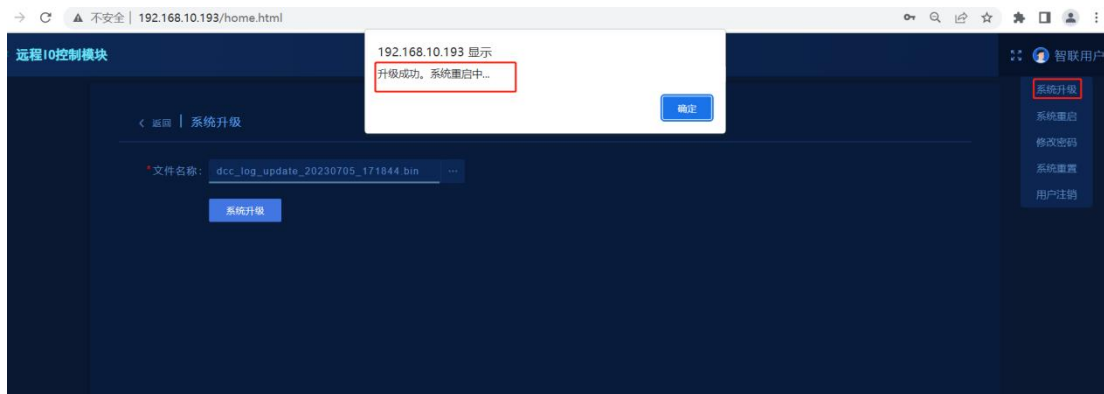 不安全 | 192.168.10.193/home.html
远程IO控制模块
192.168.10.193 显示
升级成功。系统重启中...
确定
智联用户
系统升级
系统重启
修改密码
系统重置
用户注销
返回 | 系统升级
*文件名称: dcc_log_update_20230705_171844.bin ...
系统升级